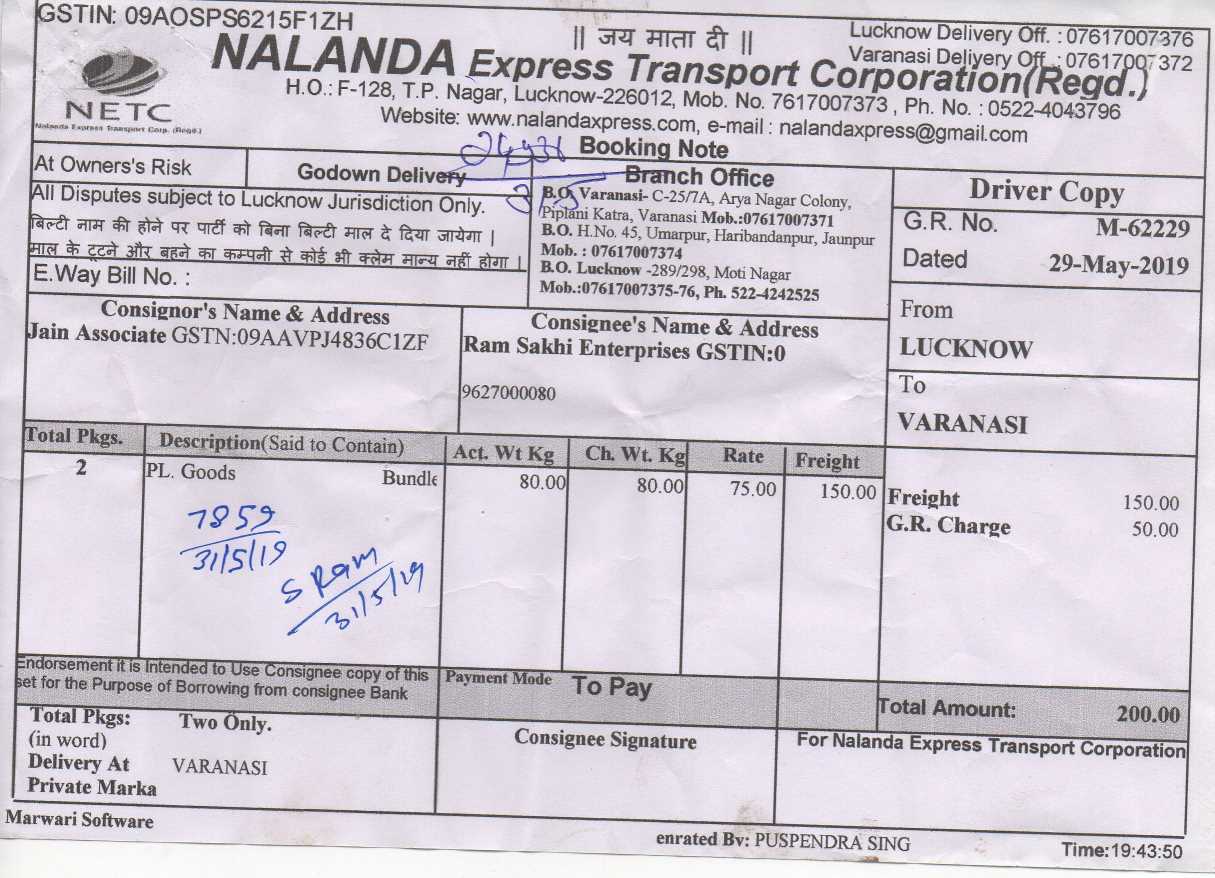 GSTIN: 09AOSPS6215F1ZH
|| जय माता दी ||
Lucknow Delivery Off. : 07617007376
Varanasi Delivery Off. : 07617007372
NETC
Nalanda Express Transport Corp. (Regd.)
NALANDA Express Transport Corporation(Regd.)
H.O.: F-128, T.P. Nagar, Lucknow-226012, Mob. No. 7617007373 , Ph. No. : 0522-4043796
Website: www.nalandaxpress.com, e-mail : nalandaxpress@gmail.com
Booking Note
At Owners's Risk
Godown Delivery
All Disputes subject to Lucknow Jurisdiction Only.
बिल्टी नाम की होने पर पार्टी को बिना बिल्टी माल दे दिया जायेगा |
माल के टूटने और बहने का कम्पनी से कोई भी क्लेम मान्य नहीं होगा |
E.Way Bill No. :
Branch Office
B.O. Varanasi- C-25/7A, Arya Nagar Colony,
Piplani Katra, Varanasi Mob.:07617007371
B.O. H.No. 45, Umarpur, Haribandanpur, Jaunpur
Mob. : 07617007374
B.O. Lucknow -289/298, Moti Nagar
Mob.:07617007375-76, Ph. 522-4242525
Driver Copy
G.R. No. M-62229
Dated 29-May-2019
From
LUCKNOW
To
VARANASI
Consignor's Name & Address
Jain Associate GSTN:09AAVPJ4836C1ZF
Consignee's Name & Address
Ram Sakhi Enterprises GSTIN:0
9627000080
Total Pkgs. Description(Said to Contain) Act. Wt Kg Ch. Wt. Kg Rate Freight
2 PL. Goods Bundle 80.00 80.00 75.00 150.00
Freight 150.00
G.R. Charge 50.00
7859
31/5/19
S Ram
31/5/19
Endorsement it is Intended to Use Consignee copy of this
set for the Purpose of Borrowing from consignee Bank
Payment Mode To Pay
Total Amount: 200.00
Total Pkgs: Two Only.
(in word)
Delivery At VARANASI
Private Marka
Consignee Signature
For Nalanda Express Transport Corporation
Marwari Software
enrated By: PUSPENDRA SING
Time:19:43:50